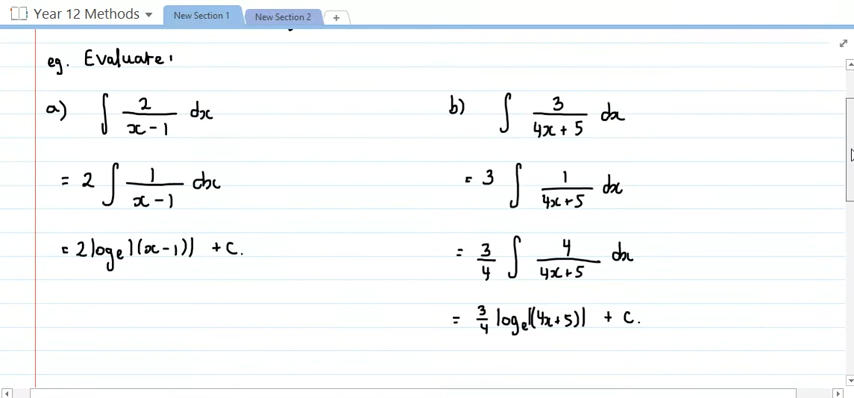 Year 12 Methods New Section 1 New Section 2
eg. Evaluate:
a) ∫ 2/(x-1) dx
= 2 ∫ 1/(x-1) dx
= 2 logₑ|(x-1)| + c.
b) ∫ 3/(4x+5) dx
= 3 ∫ 1/(4x+5) dx
= 3/4 ∫ 4/(4x+5) dx
= 3/4 logₑ|(4x+5)| + c.